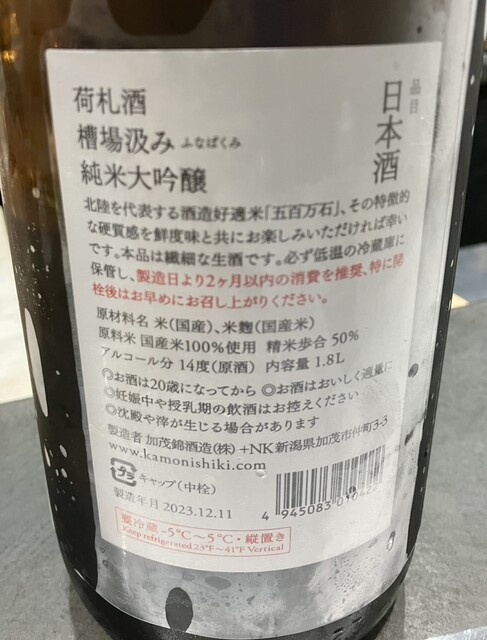 品目
日本酒
荷札酒
槽場汲み ふなばくみ
純米大吟醸
北陸を代表する酒造好適米「五百万石」、その特徴的
な硬質感を鮮度味と共にお楽しみいただければ幸い
です。本品は繊細な生酒です。必ず低温の冷蔵庫に
保管し、製造日より2ヶ月以内の消費を推奨、特に開
栓後はお早めにお召し上がりください。
原材料名 米(国産)、米麹(国産米)
原料米 国産米100%使用 精米歩合 50%
アルコール分 14度(原酒) 内容量 1.8L
◎お酒は20歳になってから ◎お酒はおいしく適量に
◎妊娠中や授乳期の飲酒はお控えください
◎沈殿や滓が生じる場合があります
製造者 加茂錦酒造(株) +NK新潟県加茂市仲町3-3
www.kamonishiki.com
プラ キャップ(中栓)
製造年月 2023.12.11
4 945083 0104
要冷蔵-5℃〜5℃・縦置き
Keep refrigerated 23°F〜41°F Vertical